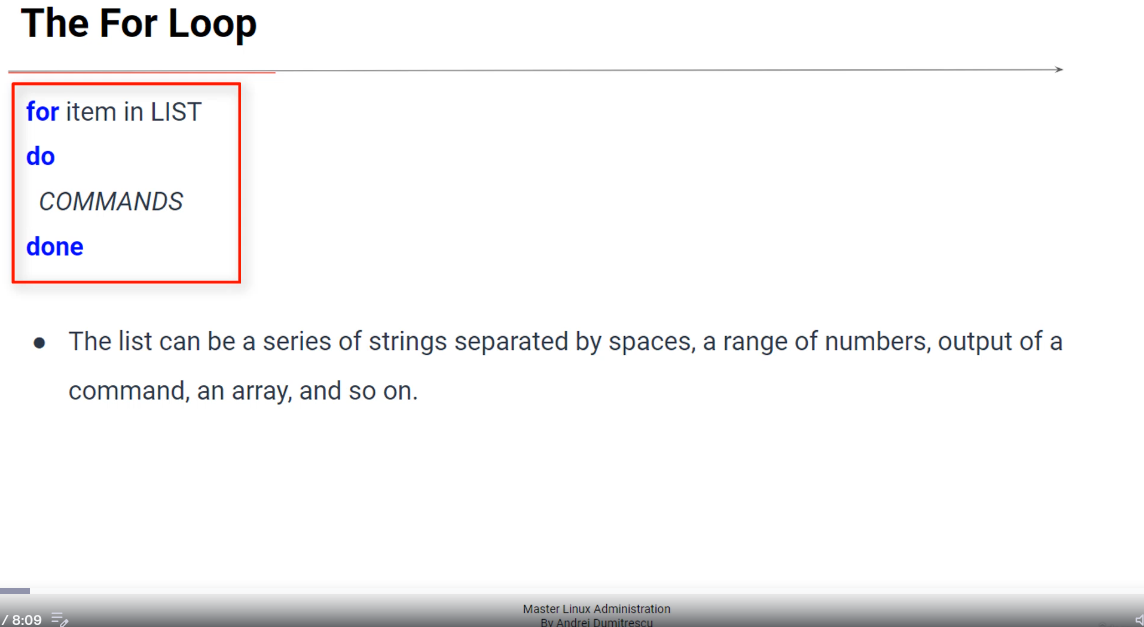 The For Loop
for item in LIST
do
COMMANDS
done
● The list can be a series of strings separated by spaces, a range of numbers, output of a
command, an array, and so on.
Master Linux Administration
By Andrei Dumitrescu
/ 8:09